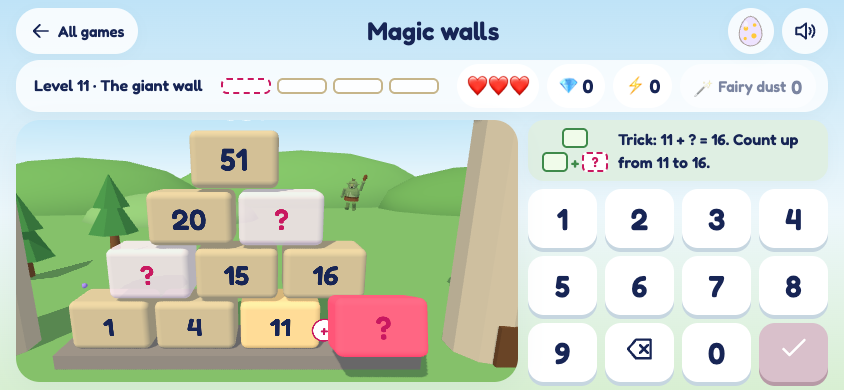 All games
Magic walls
Level 11 · The giant wall
0
0
Fairy dust 0
51
20 ?
? 15 16
1 4 11 + ?
+ ?
Trick: 11 + ? = 16. Count up
from 11 to 16.
1 2 3 4
5 6 7 8
9 0